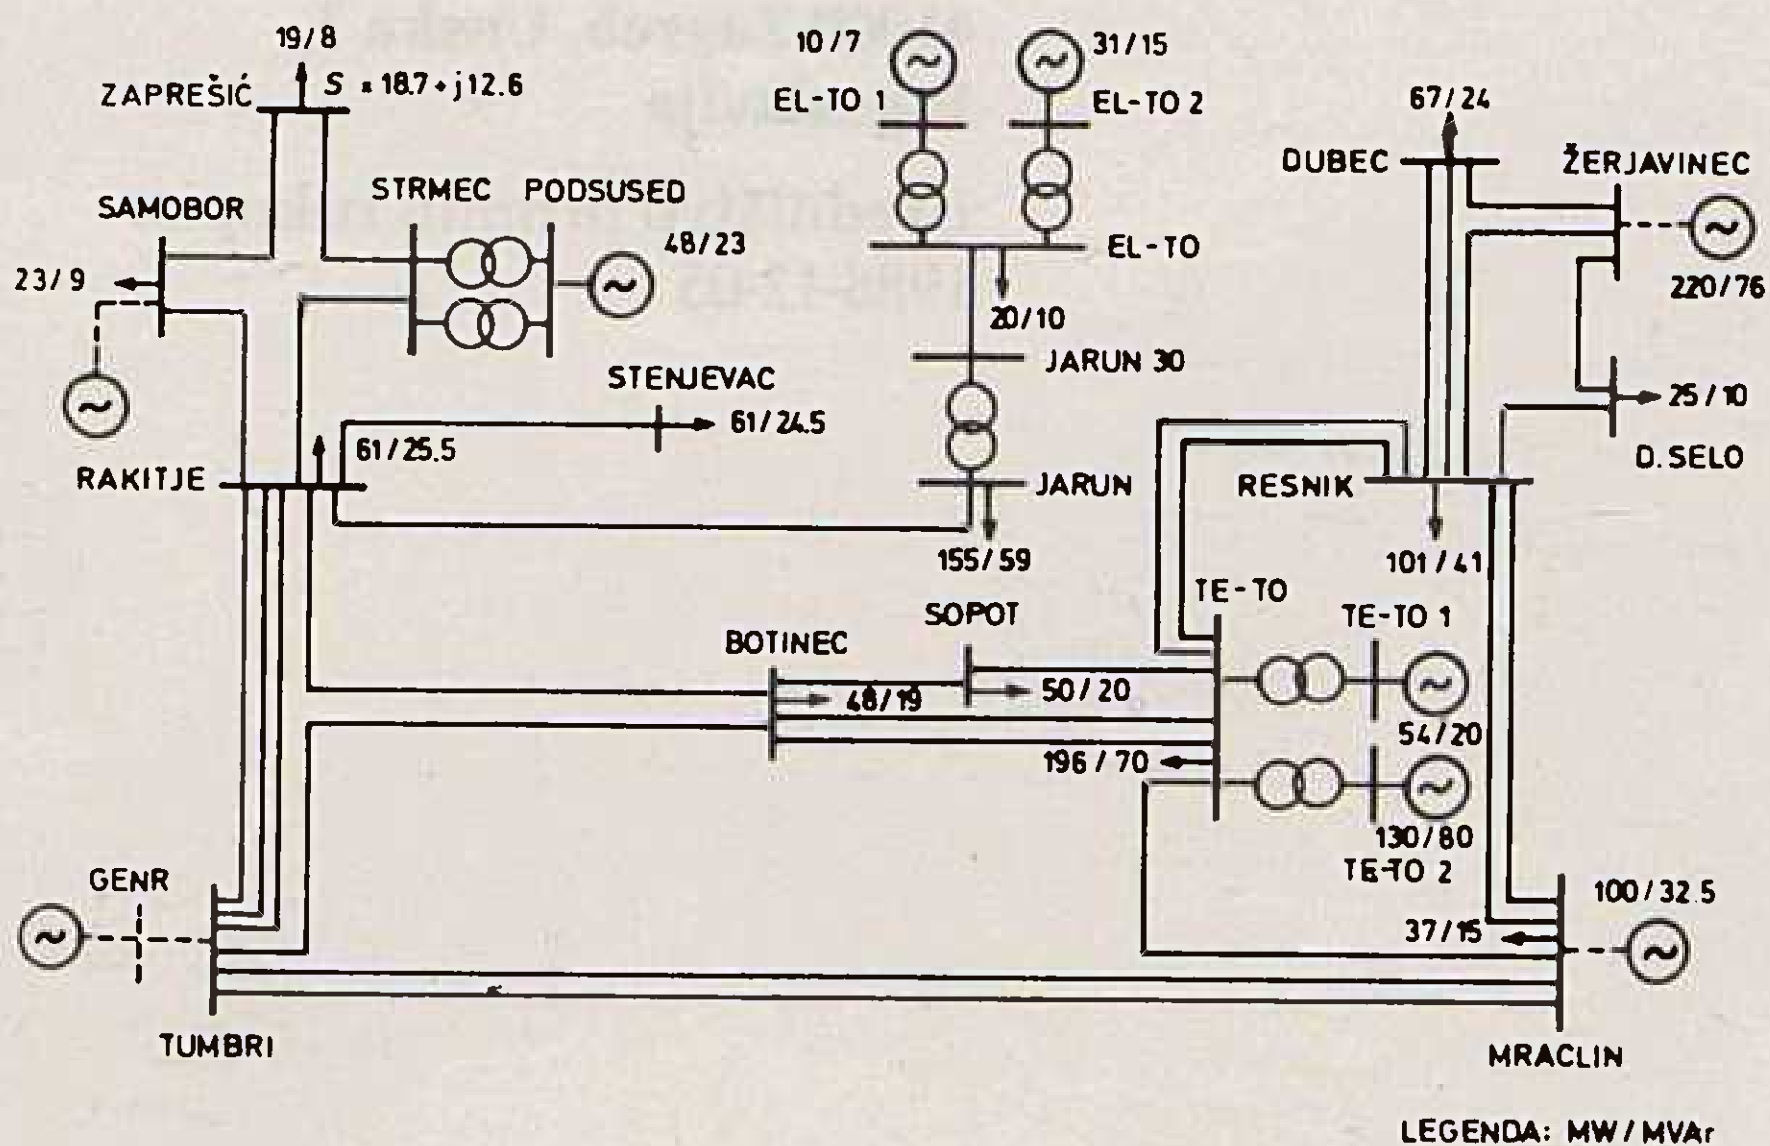 19/8
ZAPREŠIĆ
S = 18.7 + j12.6
10/7
31/15
EL-TO 1
EL-TO 2
67/24
DUBEC
ŽERJAVINEC
SAMOBOR
STRMEC
PODSUSED
48/23
EL-TO
23/9
220/76
20/10
JARUN 30
STENJEVAC
61/24.5
25/10
61/25.5
RAKITJE
JARUN
RESNIK
D. SELO
155/59
101/41
SOPOT
TE-TO
TE-TO 1
BOTINEC
48/19
50/20
54/20
196/70
130/80
TE-TO 2
GENR
100/32.5
37/15
TUMBRI
MRACLIN
LEGENDA: MW/MVAr